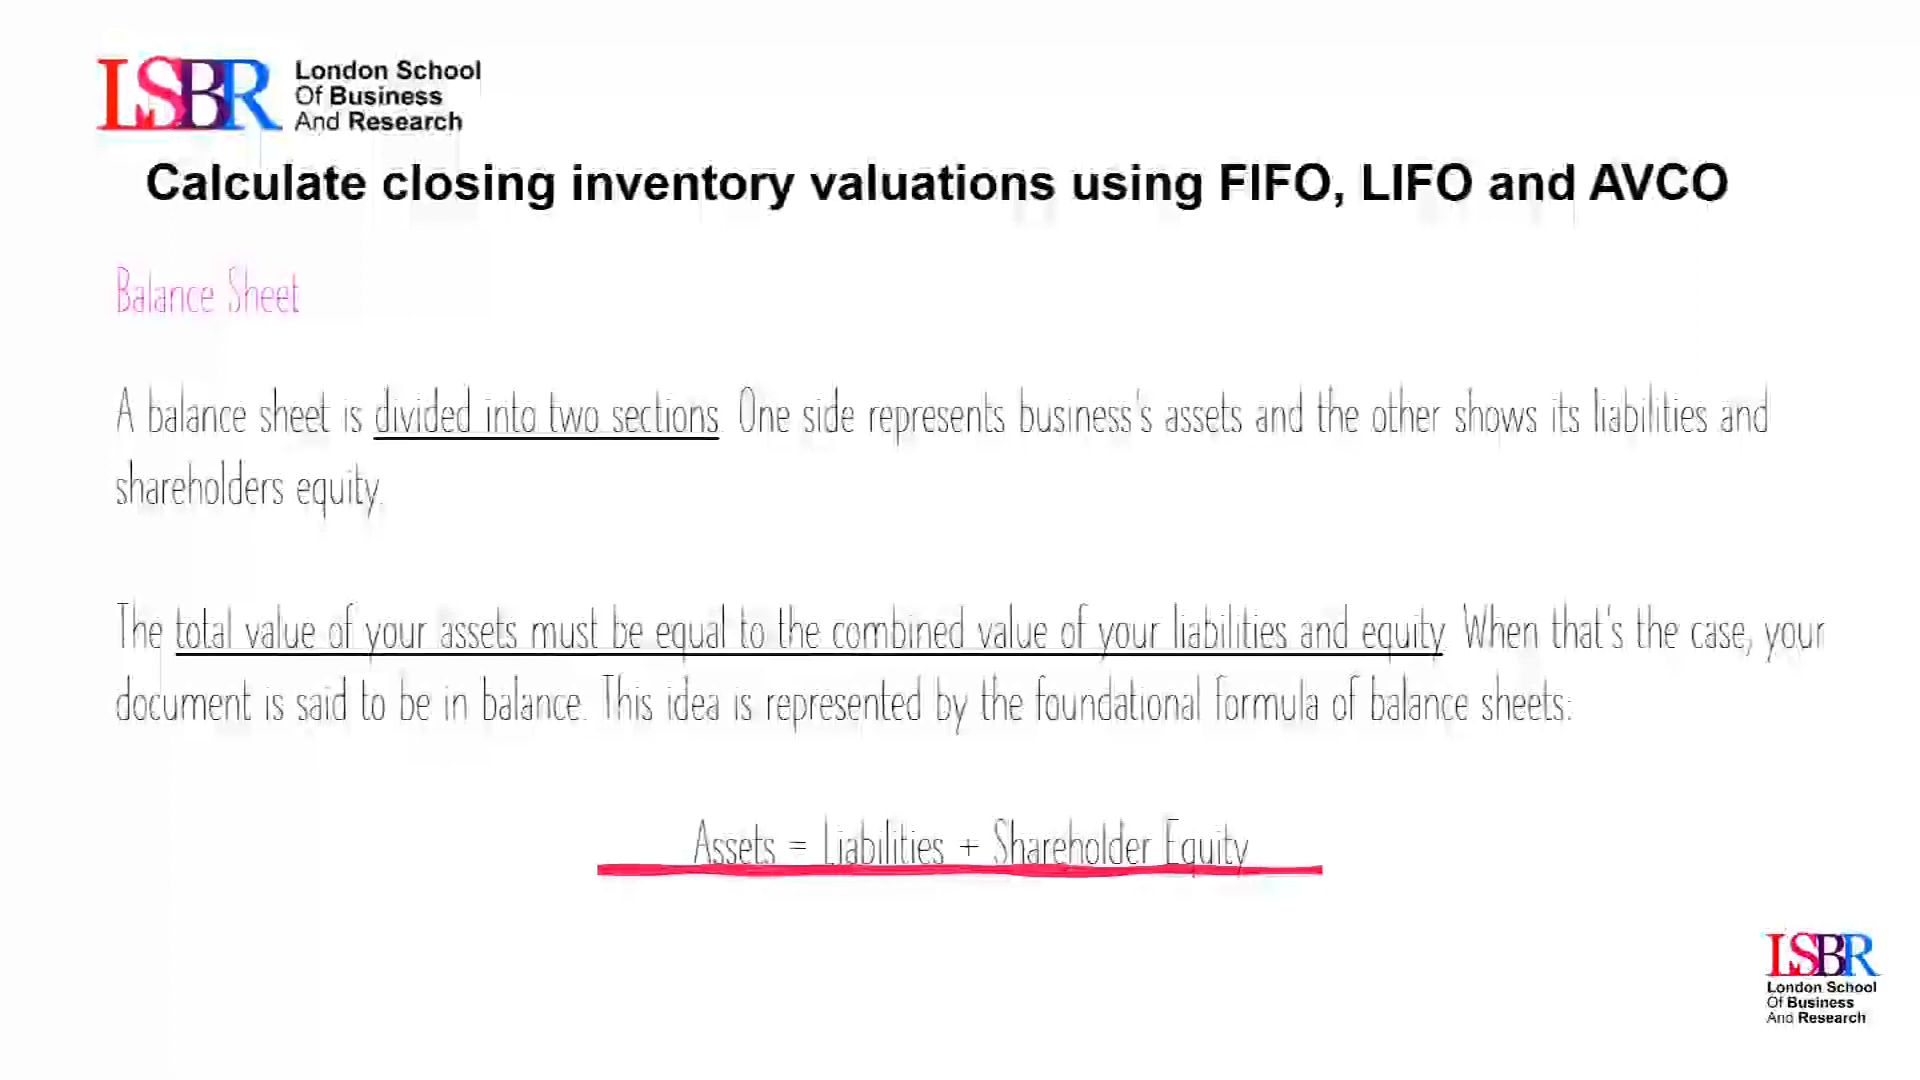 LSBR London School
Of Business
And Research
Calculate closing inventory valuations using FIFO, LIFO and AVCO
Balance Sheet
A balance sheet is divided into two sections. One side represents business's assets and the other shows its liabilities and
shareholders equity.
The total value of your assets must be equal to the combined value of your liabilities and equity. When that's the case, your
document is said to be in balance. This idea is represented by the foundational formula of balance sheets:
Assets = Liabilities + Shareholder Equity
LSBR
London School
Of Business
And Research